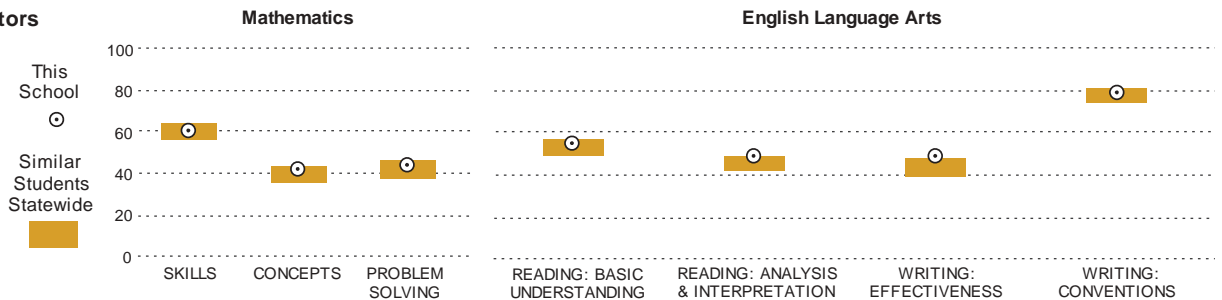 tors
Mathematics
English Language Arts
This
School
Similar
Students
Statewide
100
80
60
40
20
0
SKILLS
CONCEPTS
PROBLEM
SOLVING
READING: BASIC
UNDERSTANDING
READING: ANALYSIS
& INTERPRETATION
WRITING:
EFFECTIVENESS
WRITING:
CONVENTIONS